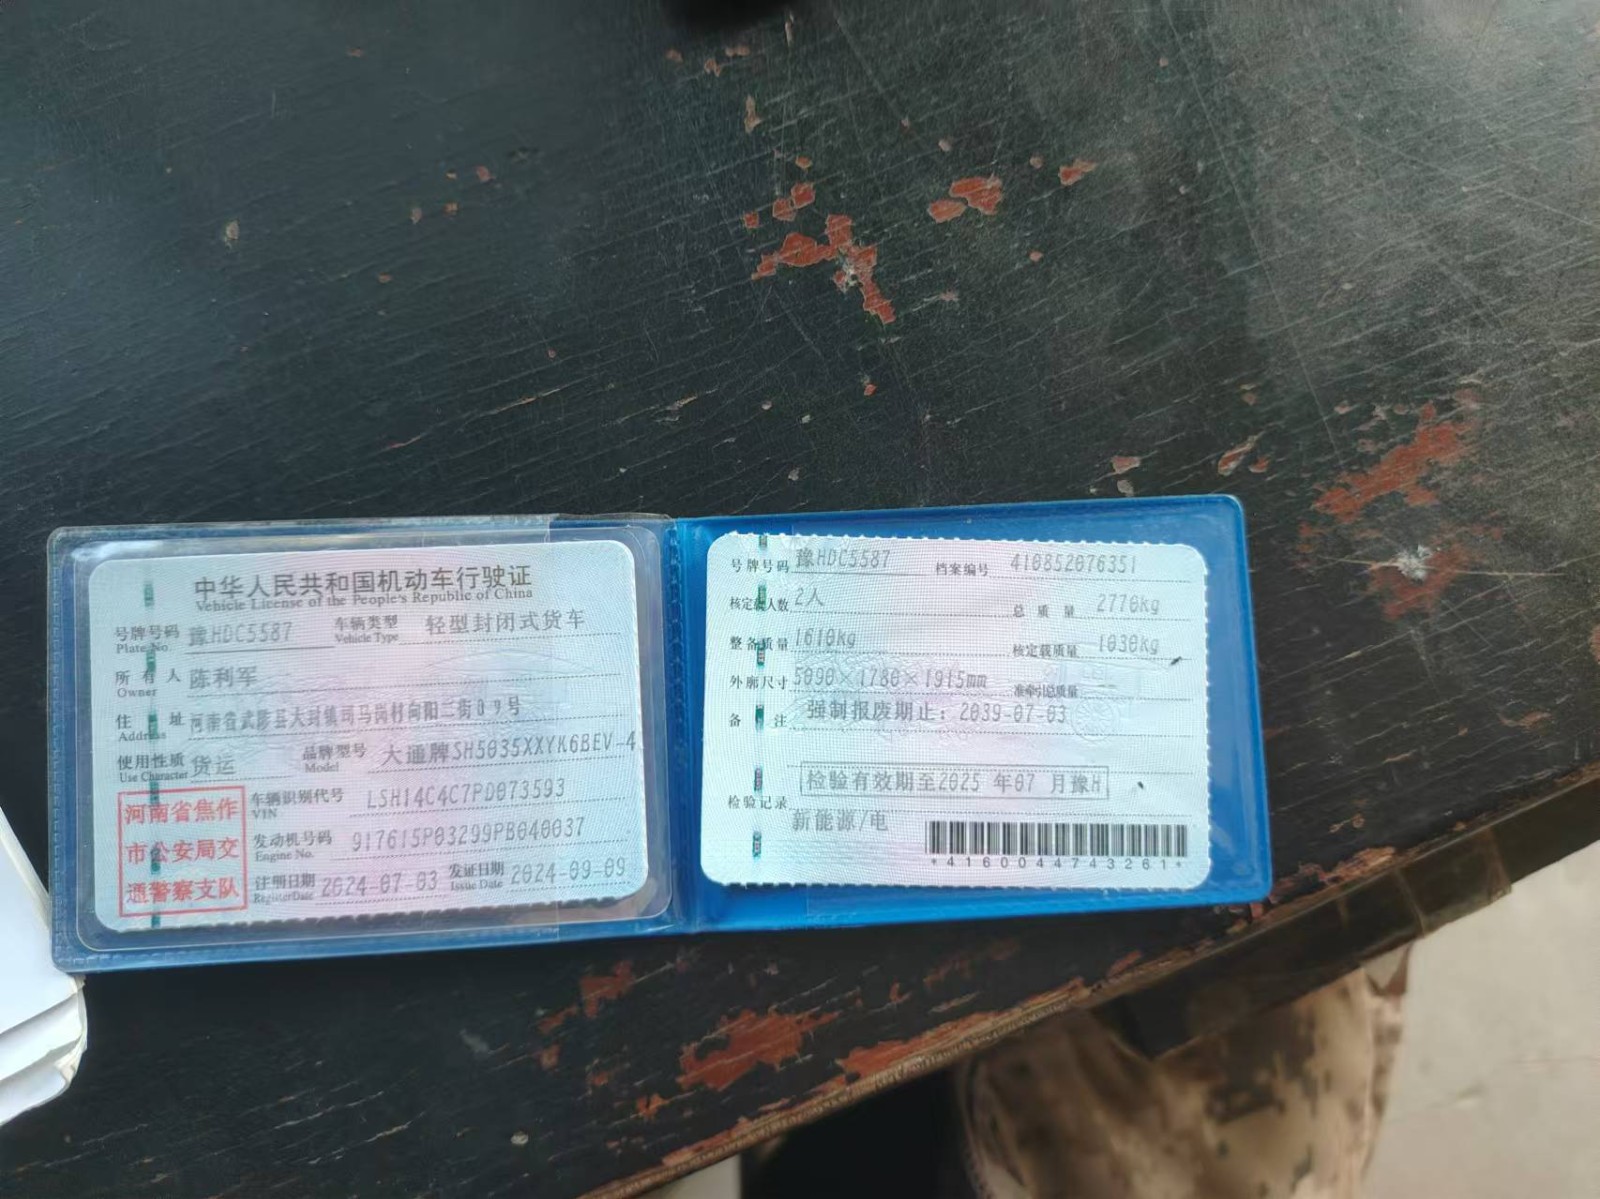 中华人民共和国机动车行驶证
Vehicle License of the People's Republic of China
号牌号码 豫HDC5587 车辆类型 轻型封闭式货车
Plate No. Vehicle Type
所有人 陈利军
Owner
住址 河南省武陟县大封镇司马岗村向阳二街09号
Address
使用性质 货运 品牌型号 大通牌SH5035XXYK6BEV-4
Use Character Model
河南省焦作
市公安局交
通警察支队
车辆识别代号 LSH14C4C7PD073593
VIN
发动机号码 917615P03299PB040037
Engine No.
注册日期 2024-07-03 发证日期 2024-09-09
Register Date Issue Date
号牌号码 豫HDC5587 档案编号 410852076351
核定载人数 2人 总质量 2770kg
整备质量 1610kg 核定载质量 1030kg
外廓尺寸 5090×1780×1915mm 准牵引总质量 —
备注 强制报废期止：2039-07-03
检验有效期至2025 年07 月豫H
检验记录
新能源/电
*4160044743261*